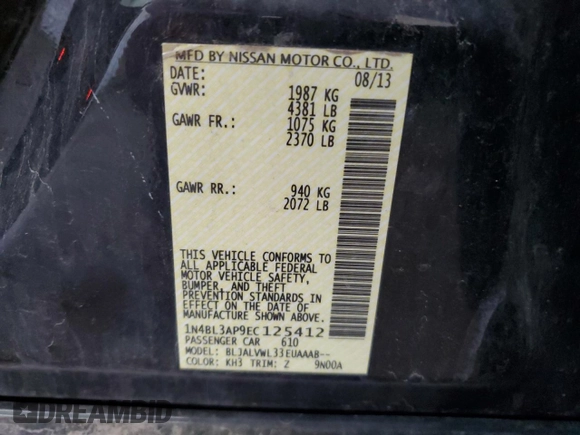 MFD BY NISSAN MOTOR CO., LTD.
DATE: 08/13
GVWR: 1987 KG
4381 LB
GAWR FR.: 1075 KG
2370 LB
GAWR RR.: 940 KG
2072 LB
THIS VEHICLE CONFORMS TO
ALL APPLICABLE FEDERAL
MOTOR VEHICLE SAFETY,
BUMPER, AND THEFT
PREVENTION STANDARDS IN
EFFECT ON THE DATE OF
MANUFACTURE SHOWN ABOVE.
1N4BL3AP9EC125412
PASSENGER CAR 610
MODEL: BLJALVWL33EUAAAB--
COLOR: KH3 TRIM: Z 9N00A
FREEDOMBID.COM